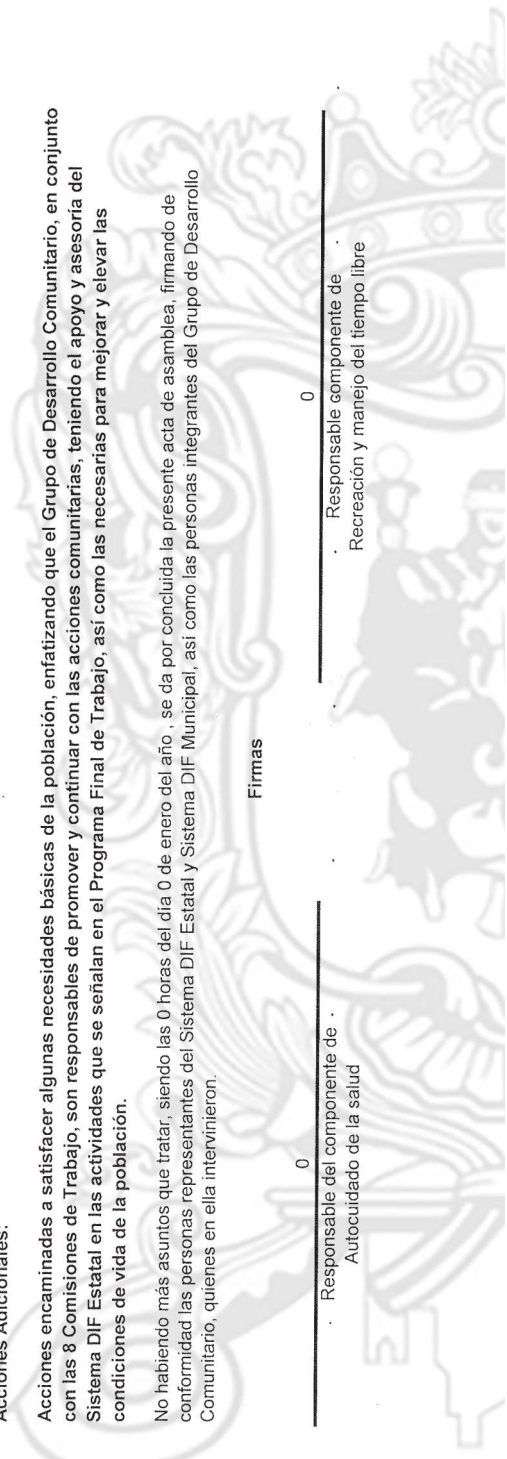 Acciones Adicionales:
Acciones encaminadas a satisfacer algunas necesidades básicas de la población, enfatizando que el Grupo de Desarrollo Comunitario, en conjunto
con las 8 Comisiones de Trabajo, son responsables de promover y continuar con las acciones comunitarias, teniendo el apoyo y asesoría del
Sistema DIF Estatal en las actividades que se señalan en el Programa Final de Trabajo, así como las necesarias para mejorar y elevar las
condiciones de vida de la población.
No habiendo más asuntos que tratar, siendo las 0 horas del día 0 de enero del año , se da por concluida la presente acta de asamblea, firmando de
conformidad las personas representantes del Sistema DIF Estatal y Sistema DIF Municipal, así como las personas integrantes del Grupo de Desarrollo
Comunitario, quienes en ella intervinieron.
Firmas
0
Responsable del componente de
Autocuidado de la salud
0
Responsable componente de
Recreación y manejo del tiempo libre